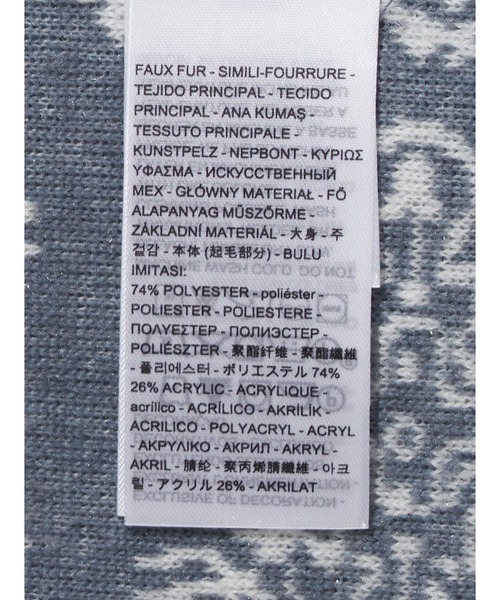 FAUX FUR - SIMILI-FOURRURE -
TEJIDO PRINCIPAL - TECIDO
PRINCIPAL - ANA KUMAŞ -
TESSUTO PRINCIPALE -
KUNSTPELZ - NEPBONT - ΚΥΡΙΩΣ
ΥΦΑΣΜΑ - ИСКУССТВЕННЫЙ
МЕХ - GŁÓWNY MATERIAŁ - FŐ
ALAPANYAG MŰSZŐRME -
ZÁKLADNÍ MATERIÁL - 大身 - 주
겉감 - 本体 (起毛部分) - BULU
IMITASI:
74% POLYESTER - poliéster -
POLIESTER - POLIESTERE -
ΠΟΛΥΕΣΤΕΡ - ПОЛИЭСТЕР -
POLIÉSZTER - 聚酯纤维 - 聚酯纖維
- 폴리에스터 - ポリエステル 74%
26% ACRYLIC - ACRYLIQUE -
acrílico - ACRÍLICO - AKRİLİK -
ACRILICO - POLYACRYL - ACRYL
- ΑΚΡΥΛΙΚΟ - АКРИЛ - AKRYL -
AKRIL - 腈纶 - 聚丙烯腈纖維 - 아크
릴 - アクリル 26% - AKRILAT